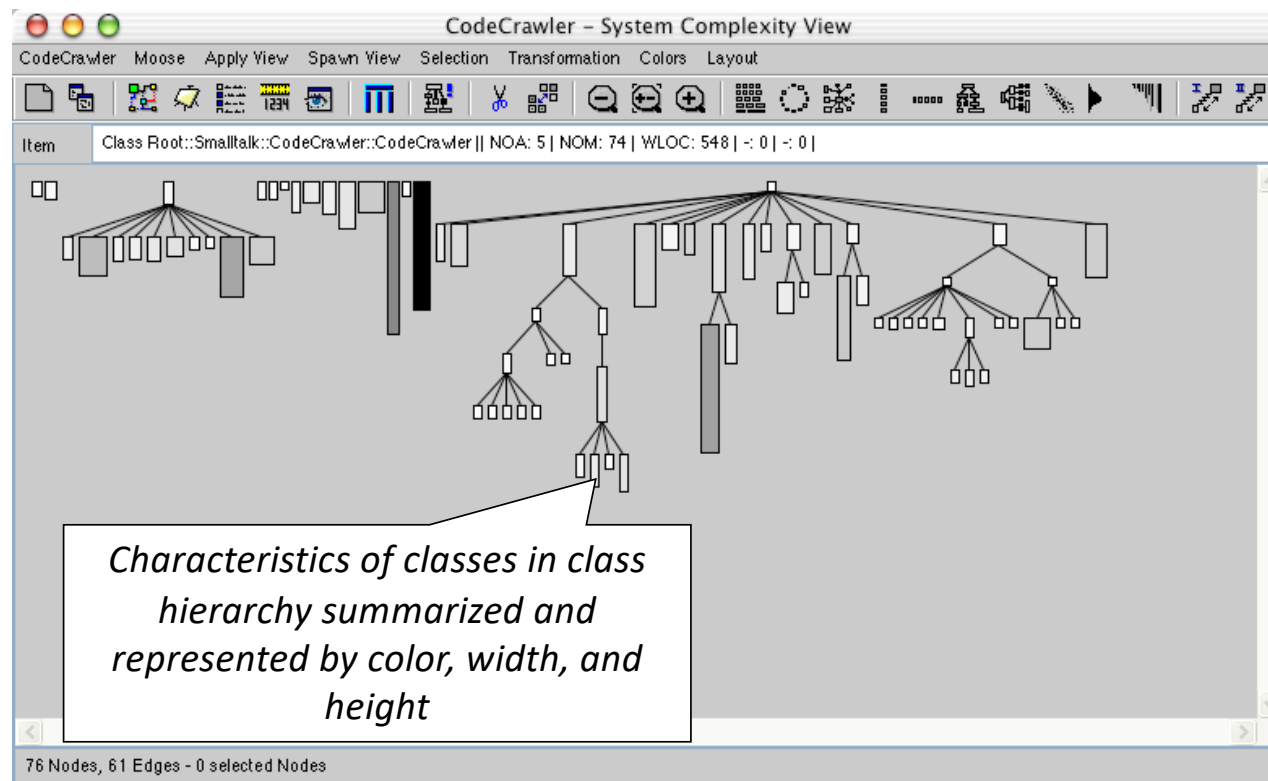 CodeCrawler – System Complexity View
CodeCrawler Moose Apply View Spawn View Selection Transformation Colors Layout
1234
Item Class Root::Smalltalk::CodeCrawler::CodeCrawler || NOA: 5 | NOM: 74 | WLOC: 548 | -: 0 | -: 0 |
Characteristics of classes in class
hierarchy summarized and
represented by color, width, and
height
76 Nodes, 61 Edges - 0 selected Nodes